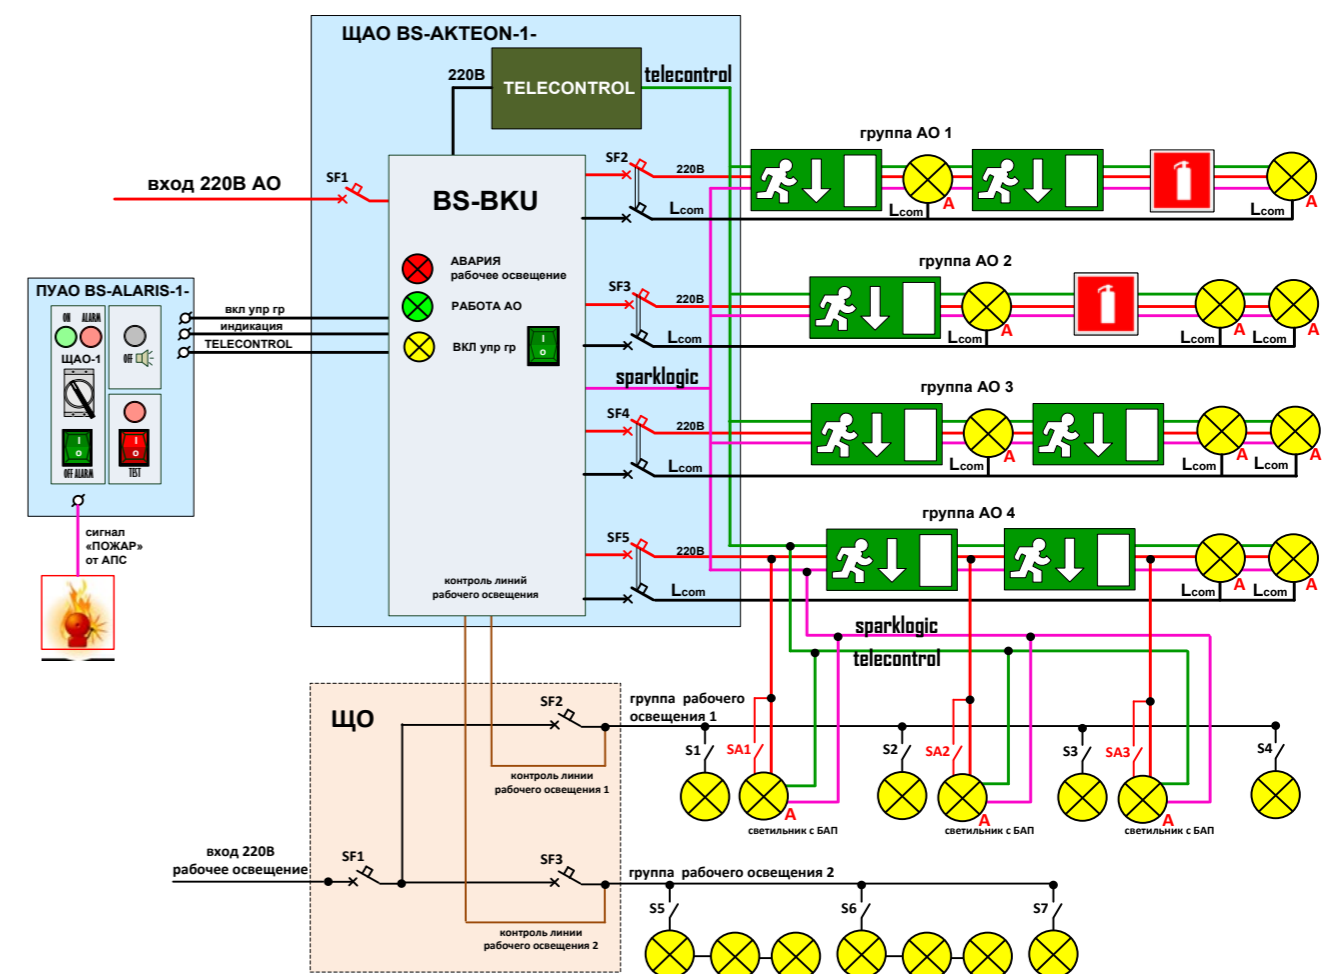 ЩАО BS-AKTEON-1-
220В
TELECONTROL
telecontrol
группа АО 1
SF2
220В
вход 220В АО
SF1
BS-BKU
Lcom
Lcom
A
Lcom
A
группа АО 2
АВАРИЯ
рабочее освещение
РАБОТА АО
ВКЛ упр гр
I
O
SF3
220В
Lcom
Lcom
A
Lcom
A
Lcom
A
ПУАО BS-ALARIS-1-
ON
ALARM
ЩАО-1
OFF
I
O
OFF ALARM
I
O
TEST
вкл упр гр
индикация
TELECONTROL
sparklogic
группа АО 3
SF4
220В
Lcom
Lcom
A
Lcom
A
Lcom
A
группа АО 4
SF5
220В
Lcom
Lcom
A
Lcom
A
сигнал
«ПОЖАР»
от АПС
контроль линий
рабочего освещения
sparklogic
telecontrol
ЩО
SF2
группа рабочего
освещения 1
S1
SA1
S2
SA2
S3
SA3
S4
контроль линии
рабочего освещения 1
A
светильник с БАП
A
светильник с БАП
A
светильник с БАП
вход 220В
рабочее освещение
SF1
SF3
группа рабочего освещения 2
S5
S6
S7
контроль линии
рабочего освещения 2